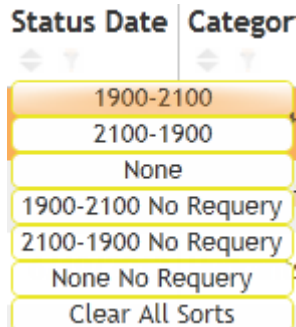 Status Date Categor
1900-2100
2100-1900
None
1900-2100 No Requery
2100-1900 No Requery
None No Requery
Clear All Sorts